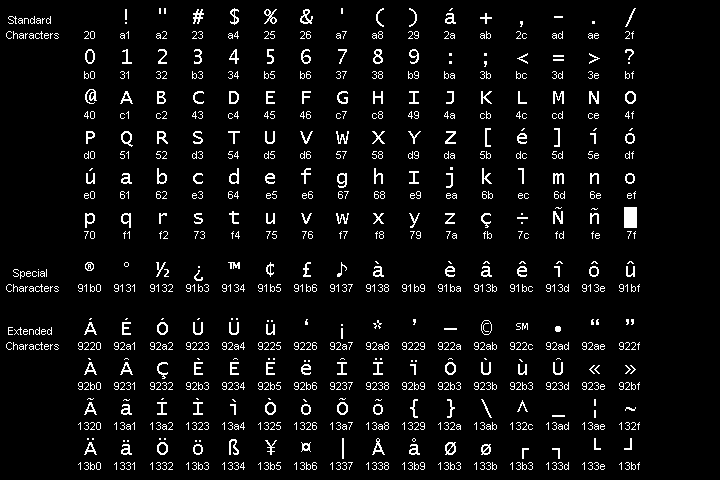 Standard Characters
! " # $ % & ' ( ) á + , - . /
20 a1 a2 23 a4 25 26 a7 a8 29 2a ab 2c ad ae 2f
0 1 2 3 4 5 6 7 8 9 : ; < = > ?
b0 31 32 b3 34 b5 b6 37 38 b9 ba 3b bc 3d 3e bf
@ A B C D E F G H I J K L M N O
40 c1 c2 43 c4 45 46 c7 c8 49 4a cb 4c cd ce 4f
P Q R S T U V W X Y Z [ é ] í ó
d0 51 52 d3 54 d5 d6 57 58 d9 da 5b dc 5d 5e df
ú a b c d e f g h I j k l m n o
e0 61 62 e3 64 e5 e6 67 68 e9 ea 6b ec 6d 6e ef
p q r s t u v w x y z ç ÷ Ñ ñ █
70 f1 f2 73 f4 75 76 f7 f8 79 7a fb 7c fd fe 7f
Special Characters
® ° ½ ¿ ™ ¢ £ ♪ à è â ê î ô û
91b0 9131 9132 91b3 9134 91b5 91b6 9137 9138 91b9 91ba 913b 91bc 913d 913e 91bf
Extended Characters
Á É Ó Ú Ü ü ‘ ¡ * ’ — © ℠ • “ ”
9220 92a1 92a2 9223 92a4 9225 9226 92a7 92a8 9229 922a 92ab 922c 92ad 92ae 922f
À Â Ç È Ê Ë ë Î Ï ï Ô Ù ù Û « »
92b0 9231 9232 92b3 9234 92b5 92b6 9237 9238 92b9 92b3 923b 92b3 923d 923e 92bf
Ã ã Í Ì ì Ò ò Õ õ { } \ ^ _ ¦ ~
1320 13a1 13a2 1323 13a4 1325 1326 13a7 13a8 1329 132a 13ab 132c 13ad 13ae 132f
Ä ä Ö ö ß ¥ ¤ | Å å Ø ø ┌ ┐ └ ┘
13b0 1331 1332 13b3 1334 13b5 13b6 1337 1338 13b9 13b3 133b 13b3 133d 133e 13bf